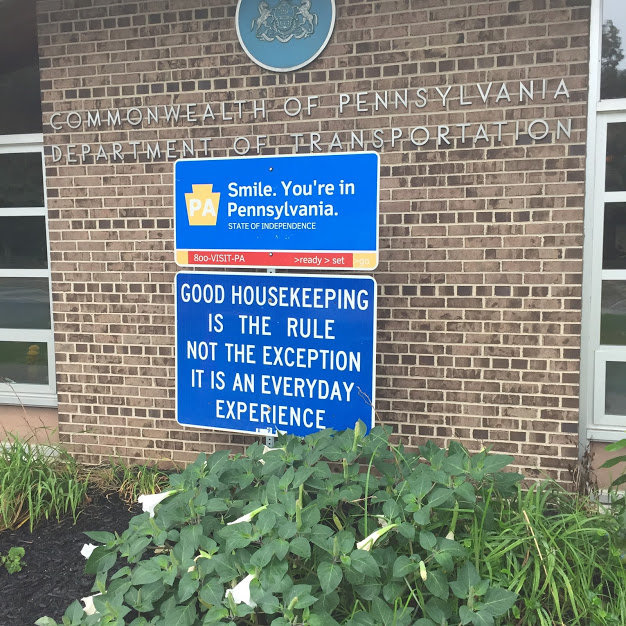 COMMONWEALTH OF PENNSYLVANIA
DEPARTMENT OF TRANSPORTATION
PA
Smile. You're in
Pennsylvania.
STATE OF INDEPENDENCE
800-VISIT-PA >ready > set >go
GOOD HOUSEKEEPING
IS THE RULE
NOT THE EXCEPTION
IT IS AN EVERYDAY
EXPERIENCE